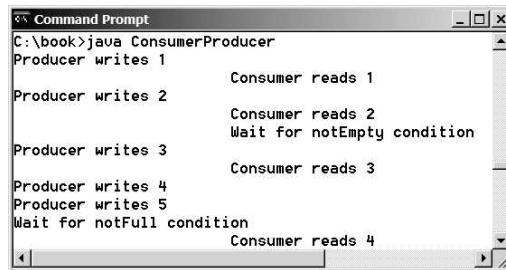 Command Prompt
C:\book>java ConsumerProducer
Producer writes 1
Consumer reads 1
Producer writes 2
Consumer reads 2
Wait for notEmpty condition
Producer writes 3
Consumer reads 3
Producer writes 4
Producer writes 5
Wait for notFull condition
Consumer reads 4